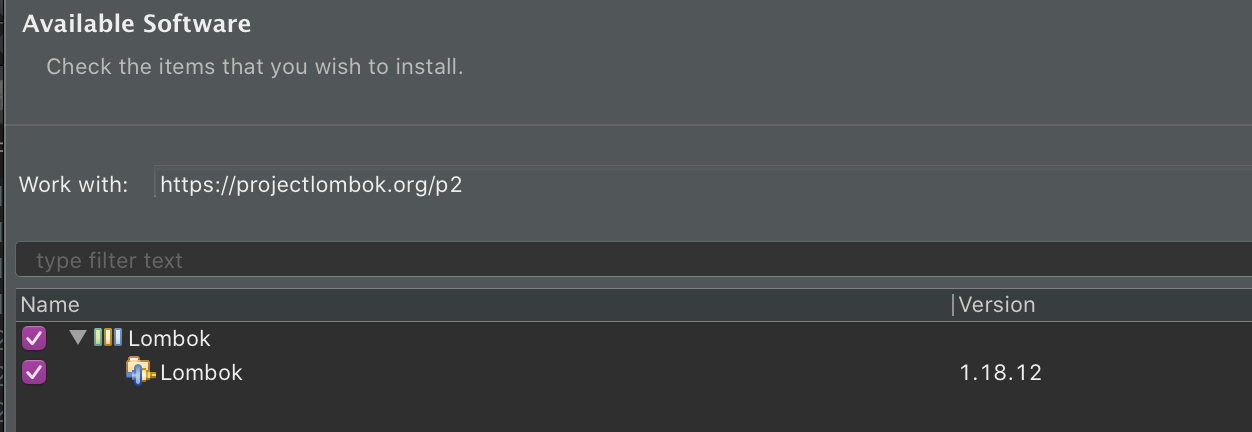 Available Software
Check the items that you wish to install.
Work with: https://projectlombok.org/p2
type filter text
Name Version
Lombok
Lombok 1.18.12